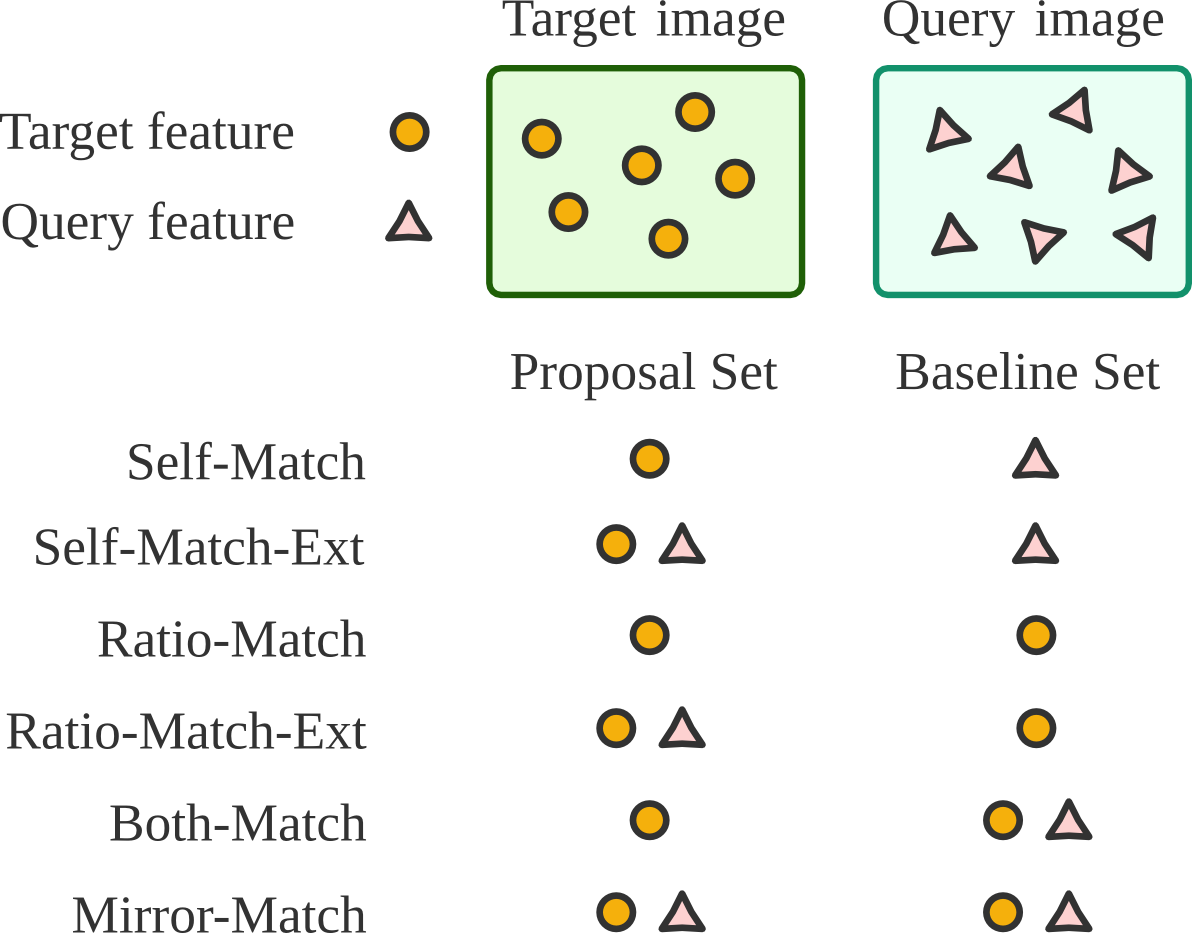 Target image
Query image
Target feature
Query feature
Proposal Set
Baseline Set
Self-Match
Self-Match-Ext
Ratio-Match
Ratio-Match-Ext
Both-Match
Mirror-Match